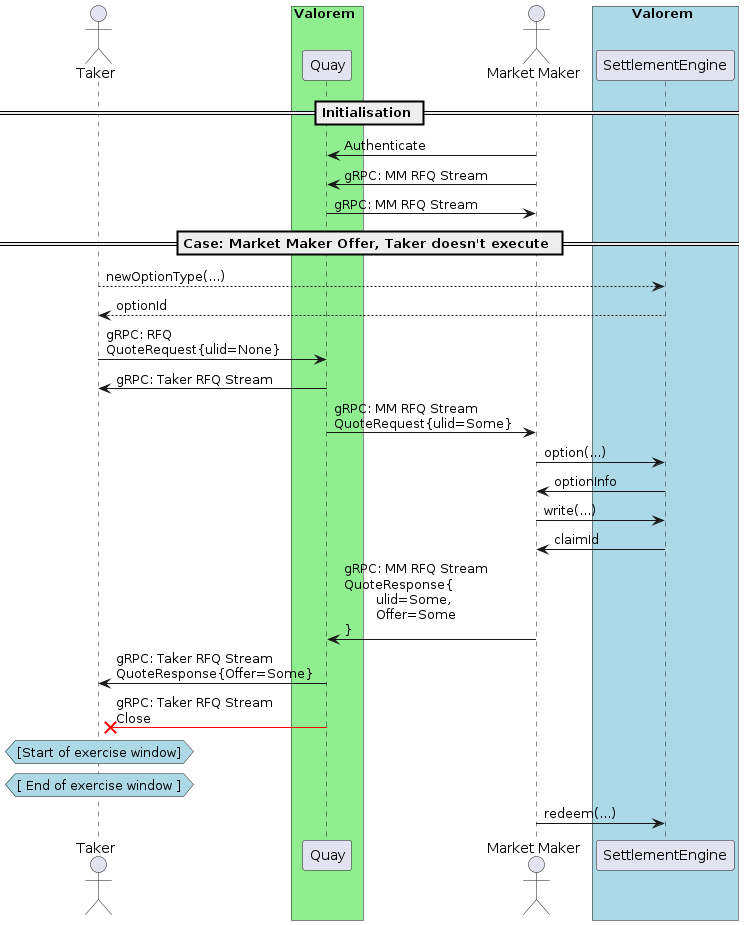 Valorem
Valorem
Taker
Quay
Market Maker
SettlementEngine
Initialisation
Authenticate
gRPC: MM RFQ Stream
gRPC: MM RFQ Stream
Case: Market Maker Offer, Taker doesn't execute
newOptionType(...)
optionId
gRPC: RFQ
QuoteRequest{ulid=None}
gRPC: Taker RFQ Stream
gRPC: MM RFQ Stream
QuoteRequest{ulid=Some}
option(...)
optionInfo
write(...)
claimId
gRPC: MM RFQ Stream
QuoteResponse{
ulid=Some,
Offer=Some
}
gRPC: Taker RFQ Stream
QuoteResponse{Offer=Some}
gRPC: Taker RFQ Stream
Close
[Start of exercise window]
[ End of exercise window ]
redeem(...)
Taker
Quay
Market Maker
SettlementEngine